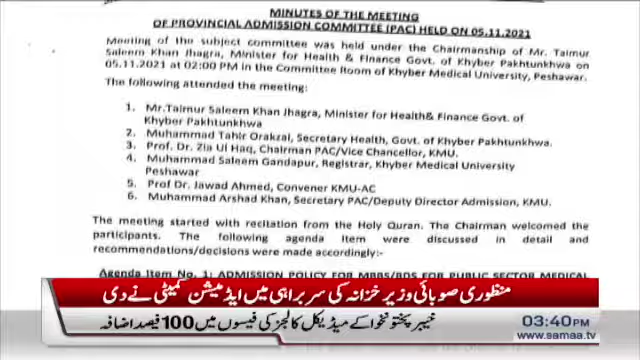 MINUTES OF THE MEETING
OF PROVINCIAL ADMISSION COMMITTEE (PAC) HELD ON 05.11.2021
Meeting of the subject committee was held under the Chairmanship of Mr. Taimur
Saleem Khan Jhagra, Minister for Health & Finance Govt. of Khyber Pakhtunkhwa on
05.11.2021 at 02:00 PM in the Committee Room of Khyber Medical University, Peshawar.
The following attended the meeting:
1. Mr.Taimur Saleem Khan Jhagra, Minister for Health& Finance Govt. of
Khyber Pakhtunkhwa
2. Muhammad Tahir Orakzai, Secretary Health, Govt. of Khyber Pakhtunkhwa.
3. Prof. Dr. Zia Ul Haq, Chairman PAC/Vice Chancellor, KMU.
4. Muhammad Saleem Gandapur, Registrar, Khyber Medical University
Peshawar
5. Prof Dr. Jawad Ahmed, Convener KMU-AC
6. Muhammad Arshad Khan, Secretary PAC/Deputy Director Admission, KMU.
The meeting started with recitation from the Holy Quran. The Chairman welcomed the
participants. The following agenda item were discussed in detail and
recommendations/decisions were made accordingly:-
Agenda Item No. 1: ADMISSION POLICY FOR MBBS/BDS FOR PUBLIC SECTOR MEDICAL
منظوری صوبائی وزیر خزانہ کی سربراہی میں ایڈمیشن کمیٹی نے دی
خیبرپختونخوا کے میڈیکل کالجز کی فیسوں میں 100 فیصد اضافہ
03:40PM
www.samaa.tv